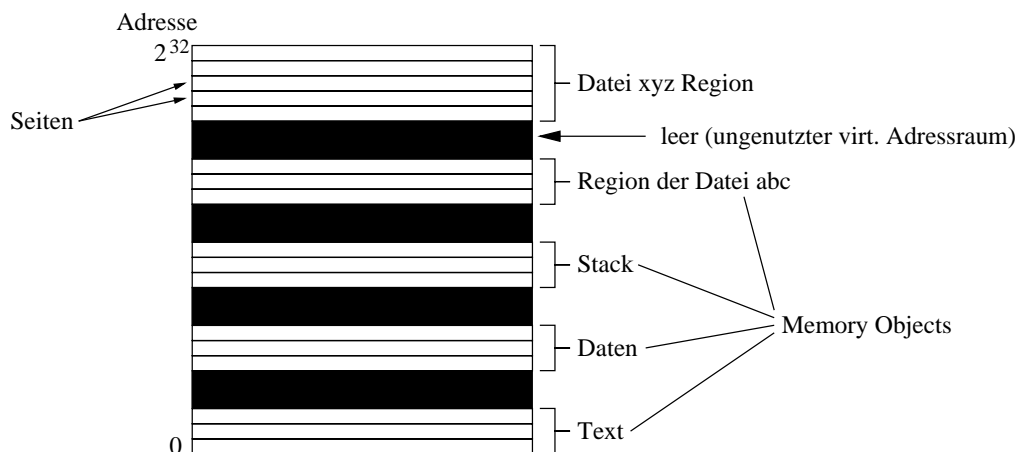 Adresse
2^32
Datei xyz Region
Seiten
leer (ungenutzter virt. Adressraum)
Region der Datei abc
Stack
Memory Objects
Daten
Text
0